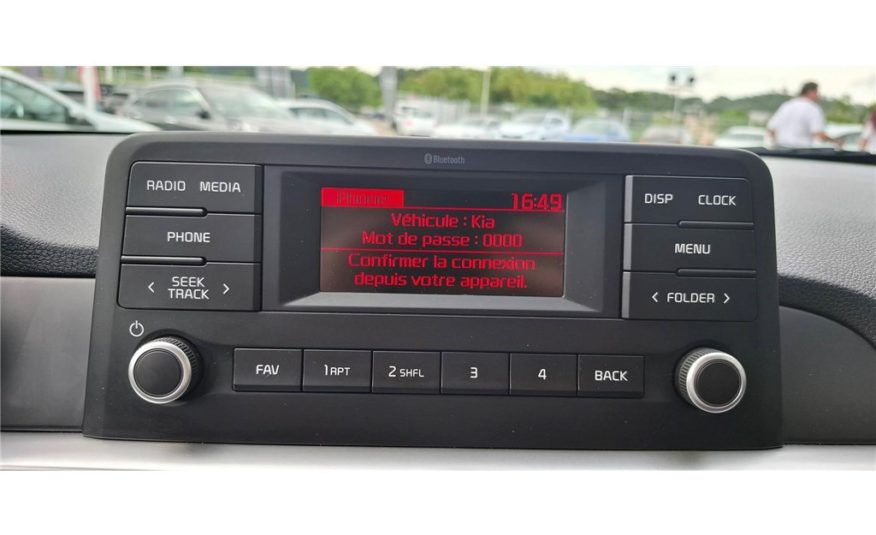 Bluetooth
RADIO MEDIA
PHONE
< SEEK TRACK >
Phone
16:49
Véhicule : Kia
Mot de passe : 0000
Confirmer la connexion
depuis votre appareil.
DISP CLOCK
MENU
< FOLDER >
FAV
1 RPT
2 SHFL
3
4
BACK